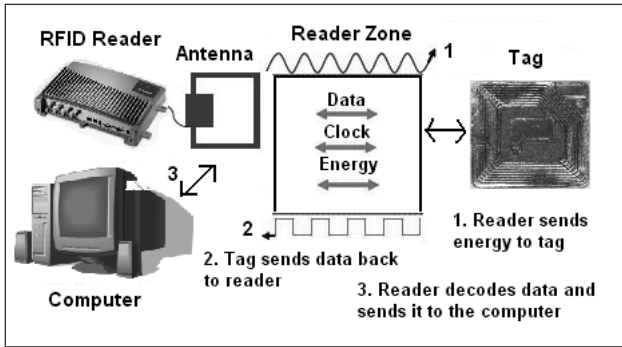 RFID Reader
Antenna
Reader Zone
1
Tag
Data
Clock
Energy
3
2
Computer
1. Reader sends
energy to tag
2. Tag sends data back
to reader
3. Reader decodes data and
sends it to the computer